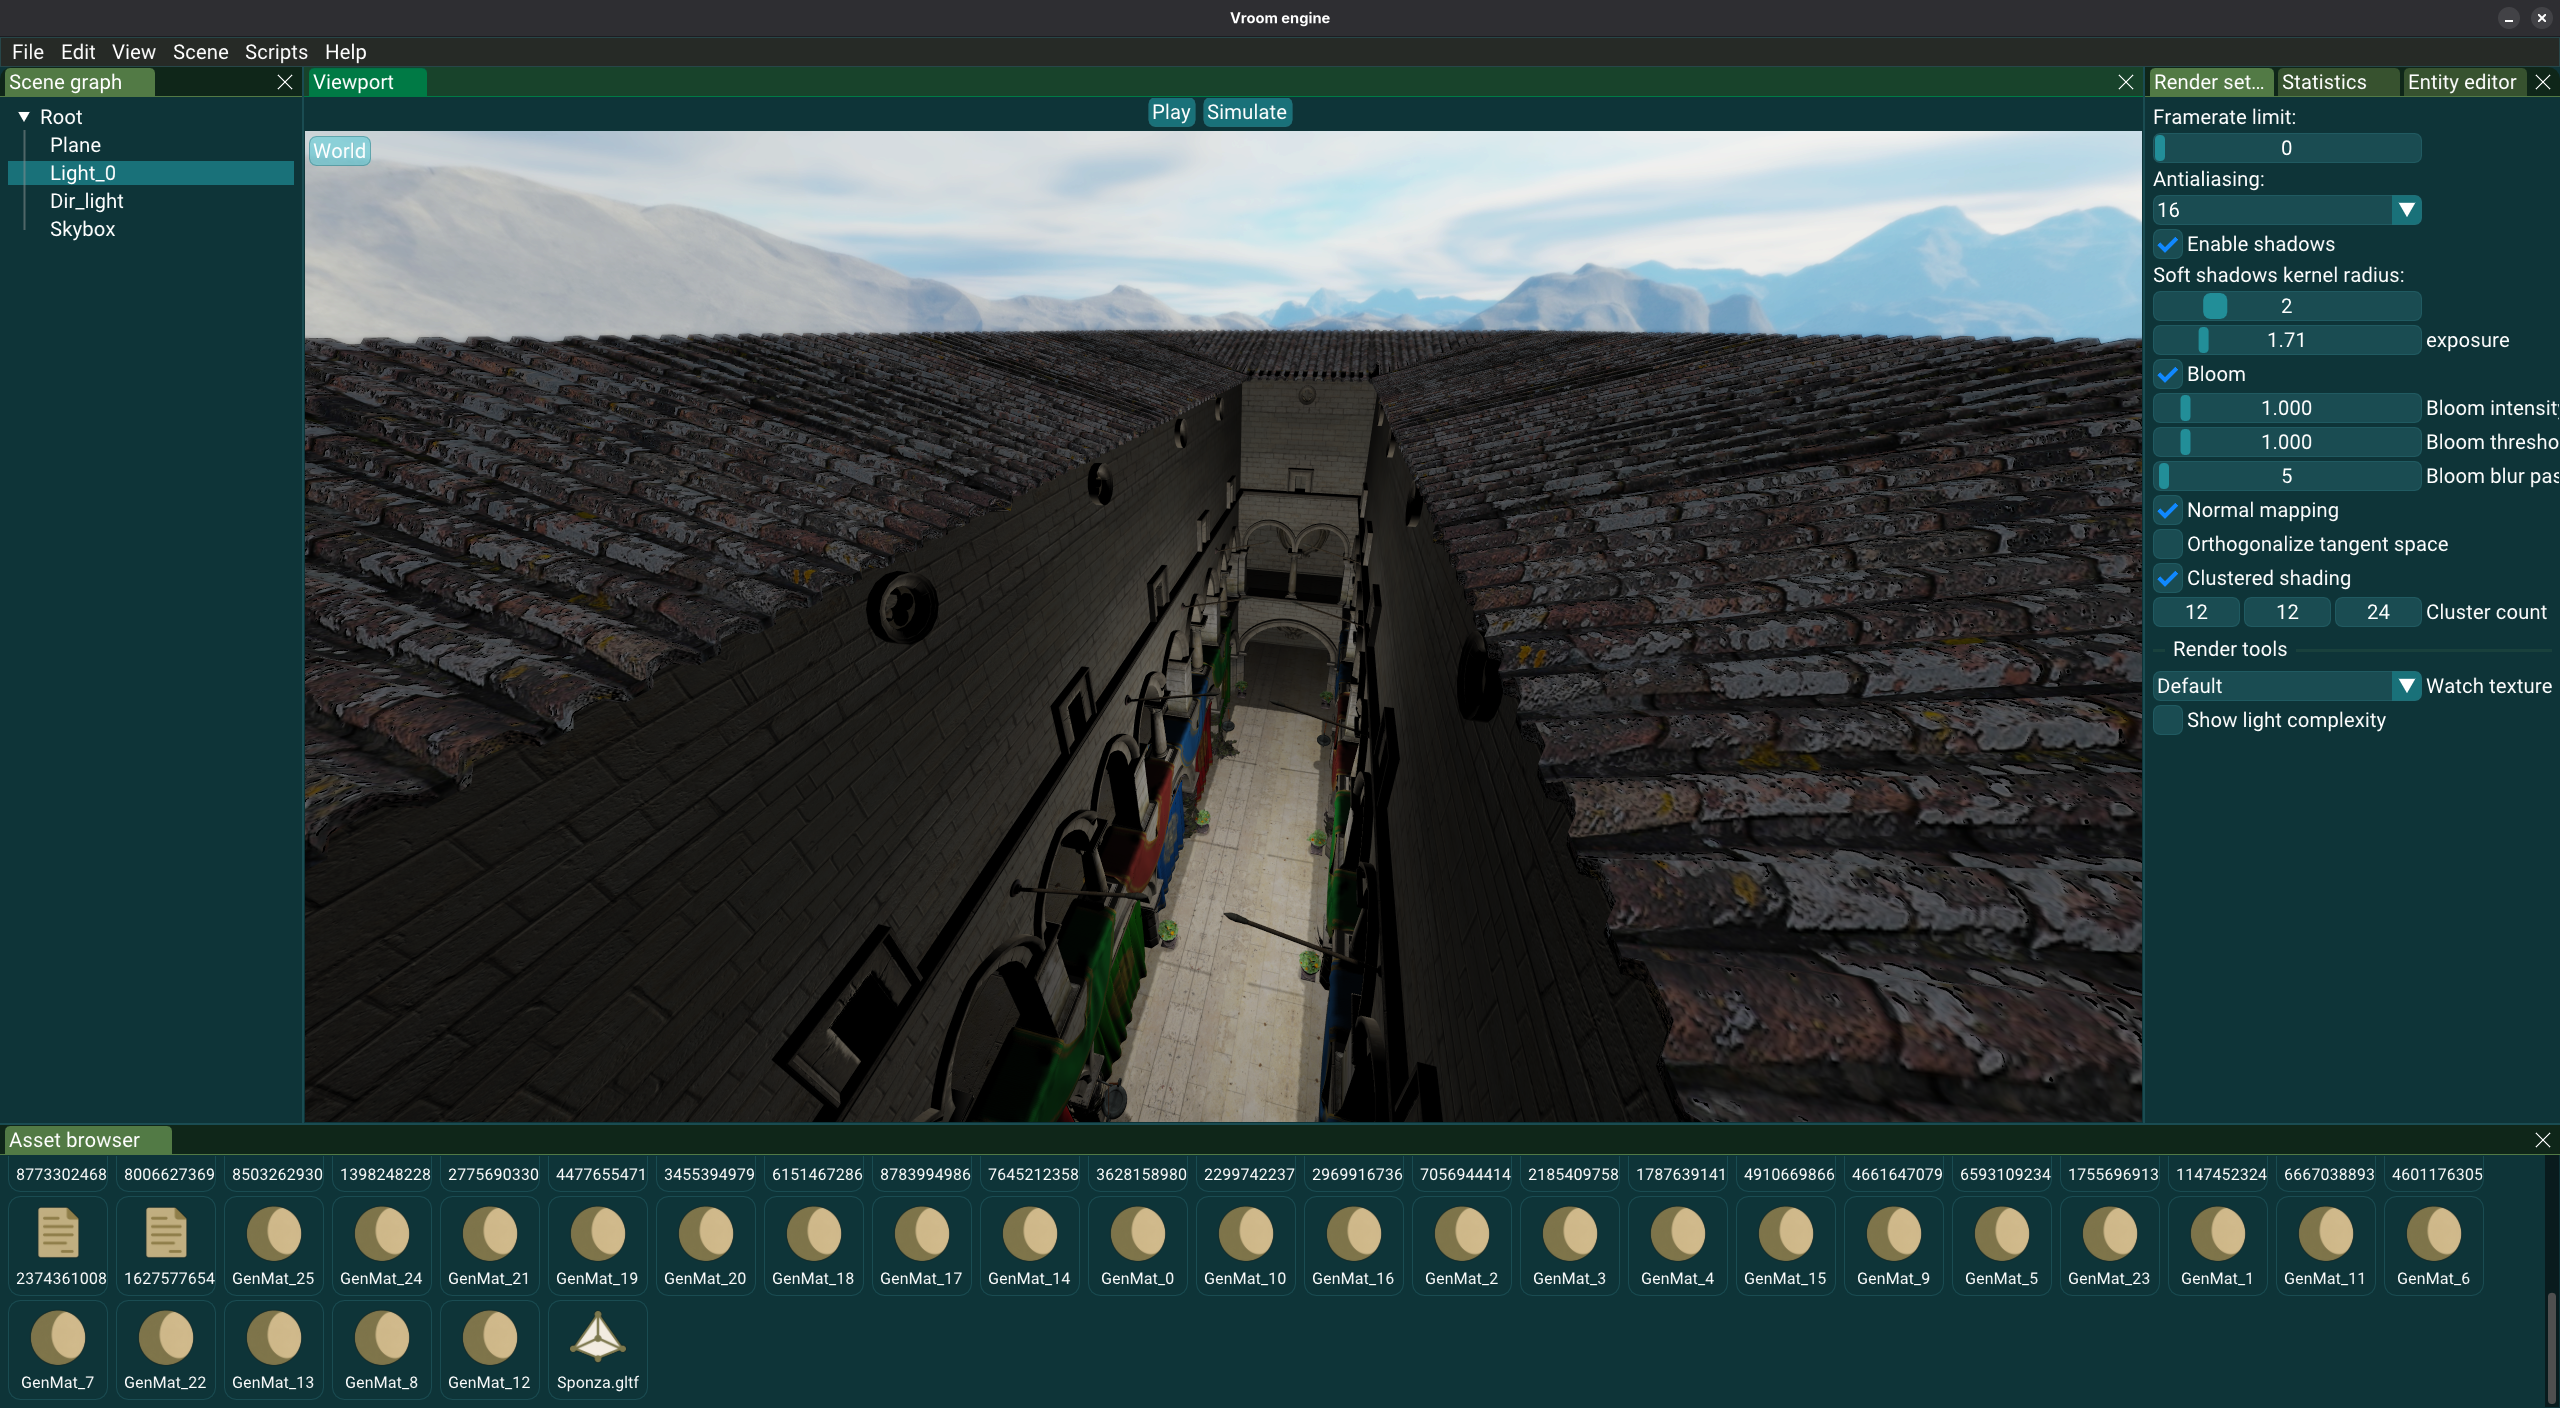 Vroom engine
File Edit View Scene Scripts Help
Scene graph
Root
Plane
Light_0
Dir_light
Skybox
Viewport
Play Simulate
World
Render set... Statistics Entity editor
Framerate limit:
0
Antialiasing:
16
Enable shadows
Soft shadows kernel radius:
2
1.71 exposure
Bloom
1.000 Bloom intensity
1.000 Bloom thresho
5 Bloom blur pas
Normal mapping
Orthogonalize tangent space
Clustered shading
12 12 24 Cluster count
Render tools
Default Watch texture
Show light complexity
Asset browser
8773302468 8006627369 8503262930 1398248228 2775690330 4477655471 3455394979 6151467286 8783994986 7645212358 3628158980 2299742237 2969916736 7056944414 2185409758 1787639141 4910669866 4661647079 6593109234 1755696913 1147452324 6667038893 4601176305
2374361008 1627577654 GenMat_25 GenMat_24 GenMat_21 GenMat_19 GenMat_20 GenMat_18 GenMat_17 GenMat_14 GenMat_0 GenMat_10 GenMat_16 GenMat_2 GenMat_3 GenMat_4 GenMat_15 GenMat_9 GenMat_5 GenMat_23 GenMat_1 GenMat_11 GenMat_6
GenMat_7 GenMat_22 GenMat_13 GenMat_8 GenMat_12 Sponza.gltf